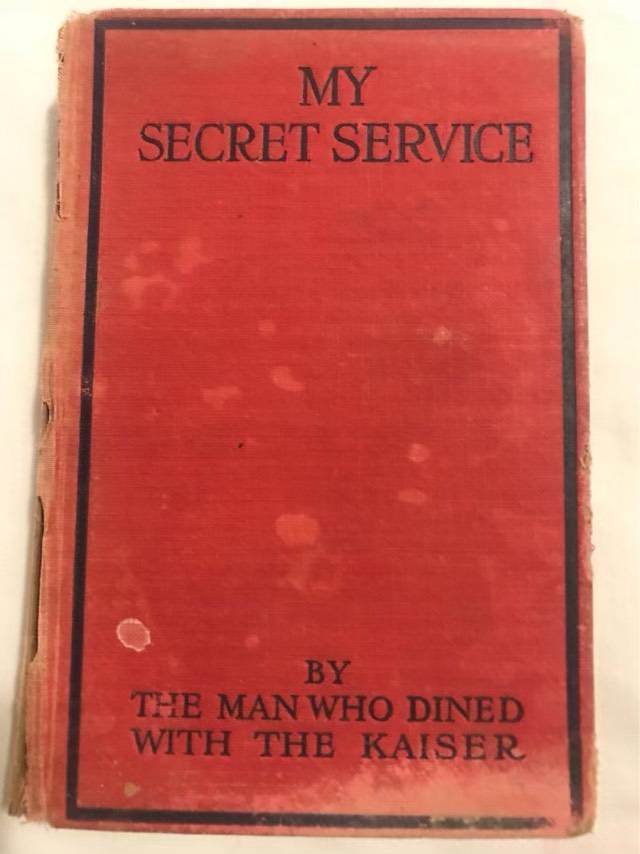 MY
SECRET SERVICE
BY
THE MAN WHO DINED
WITH THE KAISER